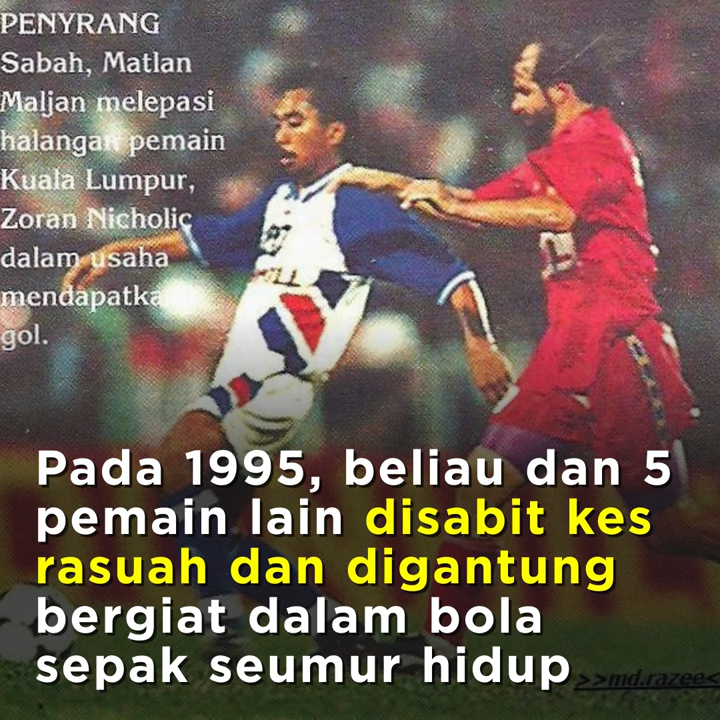 PENYRANG
Sabah, Matlan
Maljan melepasi
halangan pemain
Kuala Lumpur,
Zoran Nicholic
dalam usaha
mendapatka
gol.
Pada 1995, beliau dan 5
pemain lain disabit kes
rasuah dan digantung
bergiat dalam bola
sepak seumur hidup
>>md.razee<